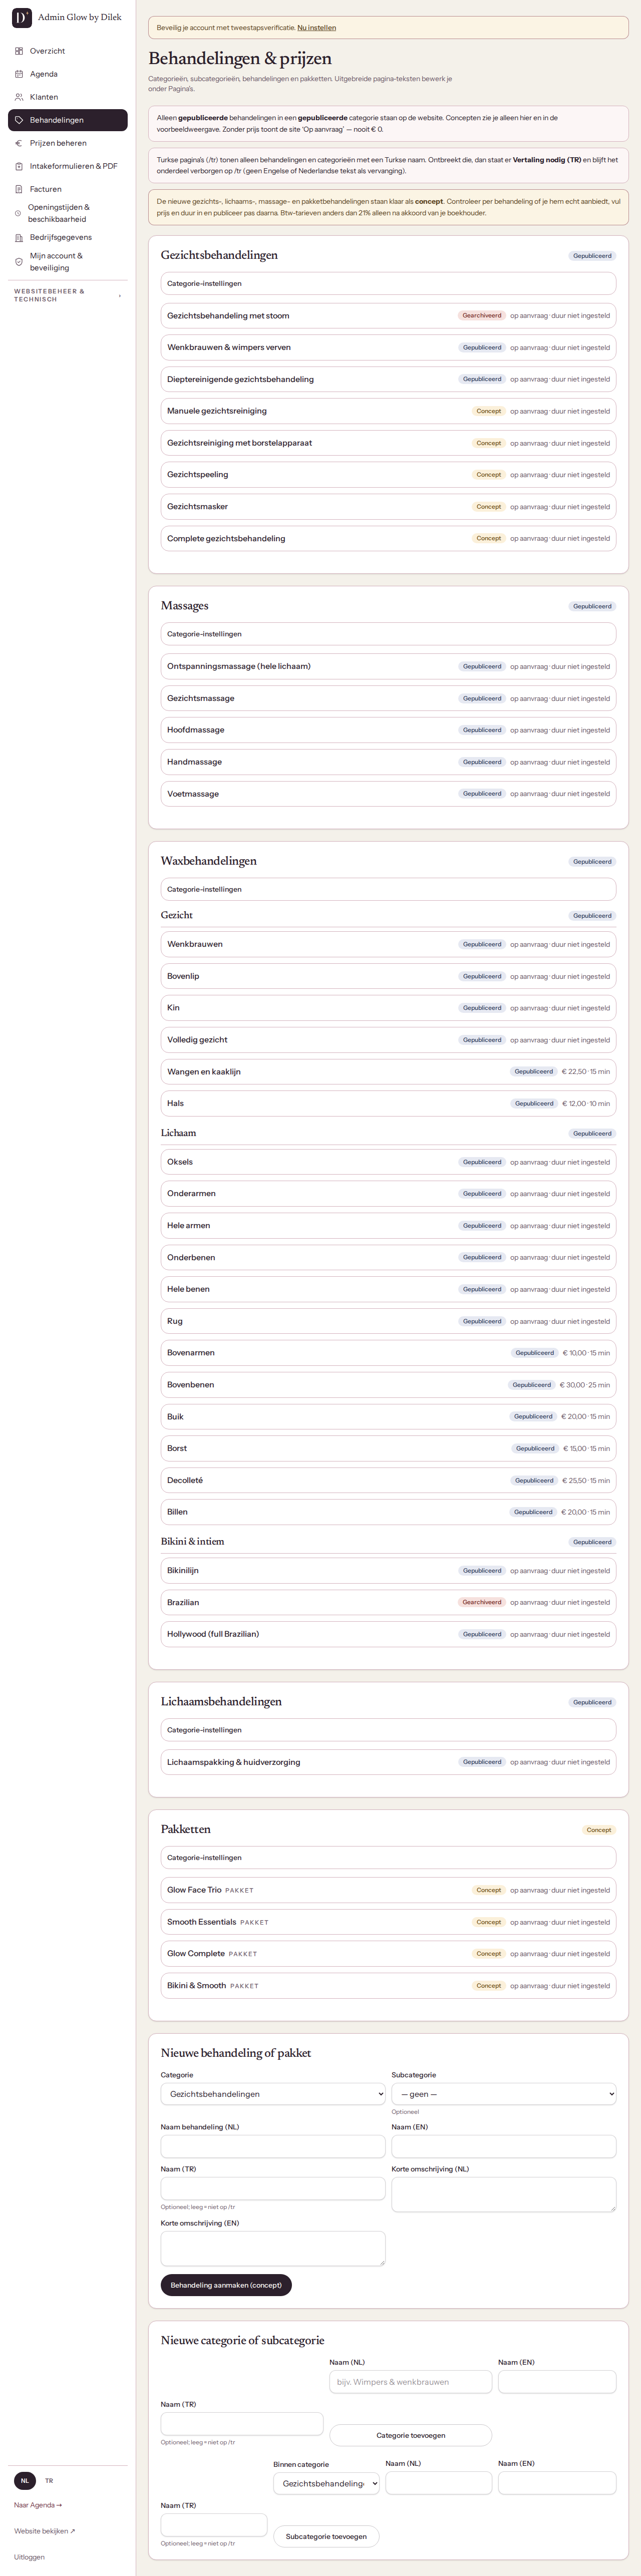 D'
Admin Glow by Dilek
Overzicht
Agenda
Klanten
Behandelingen
Prijzen beheren
Intakeformulieren & PDF
Facturen
Openingstijden &
beschikbaarheid
Bedrijfsgegevens
Mijn account &
beveiliging
WEBSITEBEHEER &
TECHNISCH
NL TR
Naar Agenda →
Website bekijken ↗
Uitloggen
Beveilig je account met tweestapsverificatie. Nu instellen
Behandelingen & prijzen
Categorieën, subcategorieën, behandelingen en pakketten. Uitgebreide pagina-teksten bewerk je
onder Pagina's.
Alleen gepubliceerde behandelingen in een gepubliceerde categorie staan op de website. Concepten zie je alleen hier en in de
voorbeeldweergave. Zonder prijs toont de site 'Op aanvraag' — nooit € 0.
Turkse pagina's (/tr) tonen alleen behandelingen en categorieën met een Turkse naam. Ontbreekt die, dan staat er Vertaling nodig (TR) en blijft het
onderdeel verborgen op /tr (geen Engelse of Nederlandse tekst als vervanging).
De nieuwe gezichts-, lichaams-, massage- en pakketbehandelingen staan klaar als concept. Controleer per behandeling of je hem echt aanbiedt, vul
prijs en duur in en publiceer pas daarna. Btw-tarieven anders dan 21% alleen na akkoord van je boekhouder.
Gezichtsbehandelingen Gepubliceerd
Categorie-instellingen
Gezichtsbehandeling met stoom Gearchiveerd op aanvraag · duur niet ingesteld
Wenkbrauwen & wimpers verven Gepubliceerd op aanvraag · duur niet ingesteld
Dieptereinigende gezichtsbehandeling Gepubliceerd op aanvraag · duur niet ingesteld
Manuele gezichtsreiniging Concept op aanvraag · duur niet ingesteld
Gezichtsreiniging met borstelapparaat Concept op aanvraag · duur niet ingesteld
Gezichtspeeling Concept op aanvraag · duur niet ingesteld
Gezichtsmasker Concept op aanvraag · duur niet ingesteld
Complete gezichtsbehandeling Concept op aanvraag · duur niet ingesteld
Massages Gepubliceerd
Categorie-instellingen
Ontspanningsmassage (hele lichaam) Gepubliceerd op aanvraag · duur niet ingesteld
Gezichtsmassage Gepubliceerd op aanvraag · duur niet ingesteld
Hoofdmassage Gepubliceerd op aanvraag · duur niet ingesteld
Handmassage Gepubliceerd op aanvraag · duur niet ingesteld
Voetmassage Gepubliceerd op aanvraag · duur niet ingesteld
Waxbehandelingen Gepubliceerd
Categorie-instellingen
Gezicht Gepubliceerd
Wenkbrauwen Gepubliceerd op aanvraag · duur niet ingesteld
Bovenlip Gepubliceerd op aanvraag · duur niet ingesteld
Kin Gepubliceerd op aanvraag · duur niet ingesteld
Volledig gezicht Gepubliceerd op aanvraag · duur niet ingesteld
Wangen en kaaklijn Gepubliceerd € 22,50 · 15 min
Hals Gepubliceerd € 12,00 · 10 min
Lichaam Gepubliceerd
Oksels Gepubliceerd op aanvraag · duur niet ingesteld
Onderarmen Gepubliceerd op aanvraag · duur niet ingesteld
Hele armen Gepubliceerd op aanvraag · duur niet ingesteld
Onderbenen Gepubliceerd op aanvraag · duur niet ingesteld
Hele benen Gepubliceerd op aanvraag · duur niet ingesteld
Rug Gepubliceerd op aanvraag · duur niet ingesteld
Bovenarmen Gepubliceerd € 10,00 · 15 min
Bovenbenen Gepubliceerd € 30,00 · 25 min
Buik Gepubliceerd € 20,00 · 15 min
Borst Gepubliceerd € 15,00 · 15 min
Decolleté Gepubliceerd € 25,50 · 15 min
Billen Gepubliceerd € 20,00 · 15 min
Bikini & intiem Gepubliceerd
Bikinilijn Gepubliceerd op aanvraag · duur niet ingesteld
Brazilian Gearchiveerd op aanvraag · duur niet ingesteld
Hollywood (full Brazilian) Gepubliceerd op aanvraag · duur niet ingesteld
Lichaamsbehandelingen Gepubliceerd
Categorie-instellingen
Lichaamspakking & huidverzorging Gepubliceerd op aanvraag · duur niet ingesteld
Pakketten Concept
Categorie-instellingen
Glow Face Trio PAKKET Concept op aanvraag · duur niet ingesteld
Smooth Essentials PAKKET Concept op aanvraag · duur niet ingesteld
Glow Complete PAKKET Concept op aanvraag · duur niet ingesteld
Bikini & Smooth PAKKET Concept op aanvraag · duur niet ingesteld
Nieuwe behandeling of pakket
Categorie Subcategorie
Gezichtsbehandelingen — geen —
Optioneel
Naam behandeling (NL) Naam (EN)
Naam (TR) Korte omschrijving (NL)
Optioneel; leeg = niet op /tr
Korte omschrijving (EN)
Behandeling aanmaken (concept)
Nieuwe categorie of subcategorie
Naam (NL) Naam (EN)
bijv. Wimpers & wenkbrauwen
Naam (TR)
Categorie toevoegen
Optioneel; leeg = niet op /tr
Binnen categorie Naam (NL) Naam (EN)
Gezichtsbehandeling
Naam (TR)
Subcategorie toevoegen
Optioneel; leeg = niet op /tr